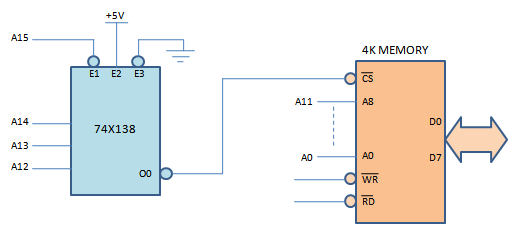 +5V
A15
4K MEMORY
E1 E2 E3
CS
A11 A8
A14
74X138
D0
A13
A12 O0
A0 A0 D7
WR
RD